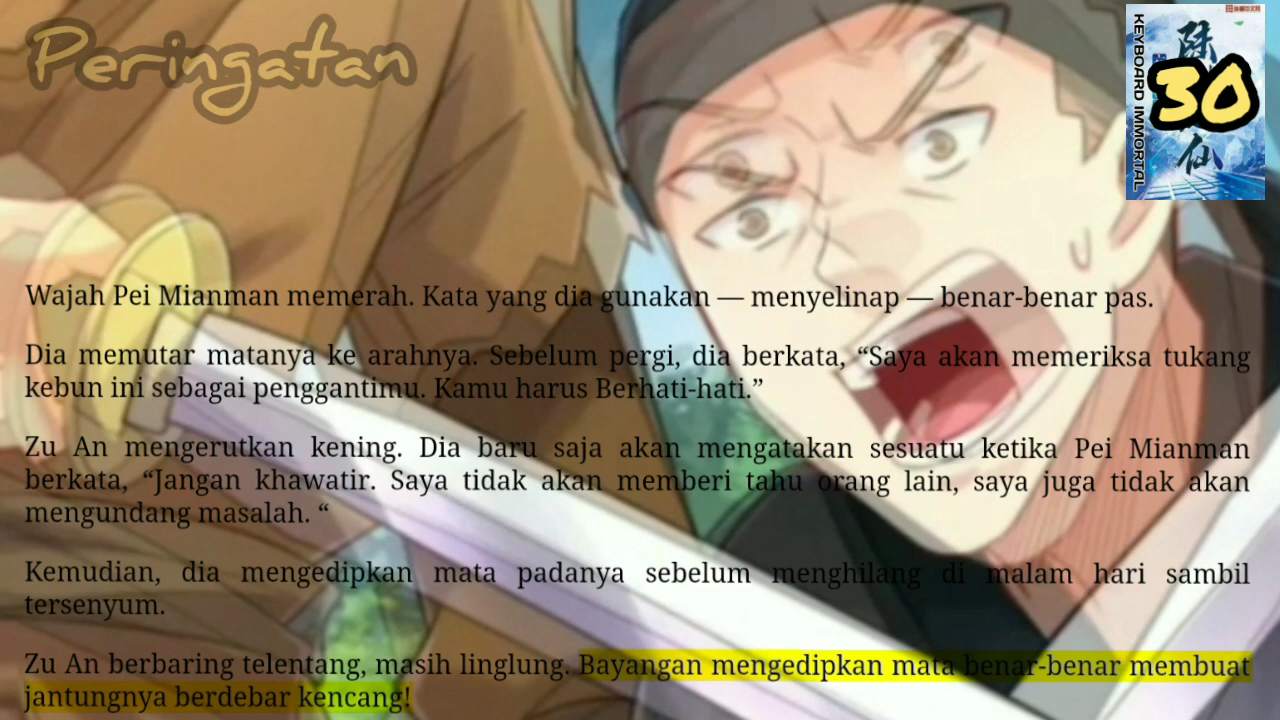 Peringatan
KEYBOARD IMMORTAL
陆
30
仙
Wajah Pei Mianman memerah. Kata yang dia gunakan — menyelinap — benar-benar pas.
Dia memutar matanya ke arahnya. Sebelum pergi, dia berkata, “Saya akan memeriksa tukang
kebun ini sebagai penggantimu. Kamu harus Berhati-hati.”
Zu An mengerutkan kening. Dia baru saja akan mengatakan sesuatu ketika Pei Mianman
berkata, “Jangan khawatir. Saya tidak akan memberi tahu orang lain, saya juga tidak akan
mengundang masalah. “
Kemudian, dia mengedipkan mata padanya sebelum menghilang di malam hari sambil
tersenyum.
Zu An berbaring telentang, masih linglung. Bayangan mengedipkan mata benar-benar membuat
jantungnya berdebar kencang!